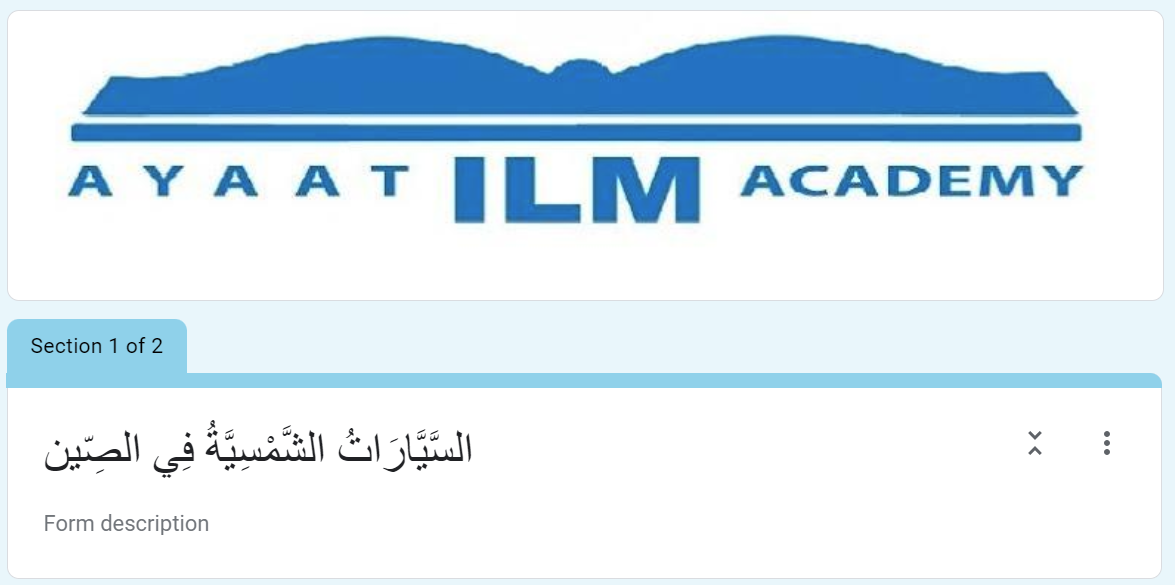 AYAAT ILM ACADEMY
Section 1 of 2
السَّيَّارَاتُ الشَّمْسِيَّةُ فِي الصِّين
Form description